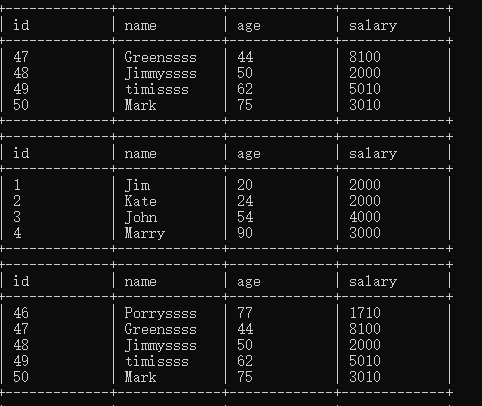 id name age salary
47 Greenssss 44 8100
48 Jimmyssss 50 2000
49 timissss 62 5010
50 Mark 75 3010
id name age salary
1 Jim 20 2000
2 Kate 24 2000
3 John 54 4000
4 Marry 90 3000
id name age salary
46 Porryssss 77 1710
47 Greenssss 44 8100
48 Jimmyssss 50 2000
49 timissss 62 5010
50 Mark 75 3010